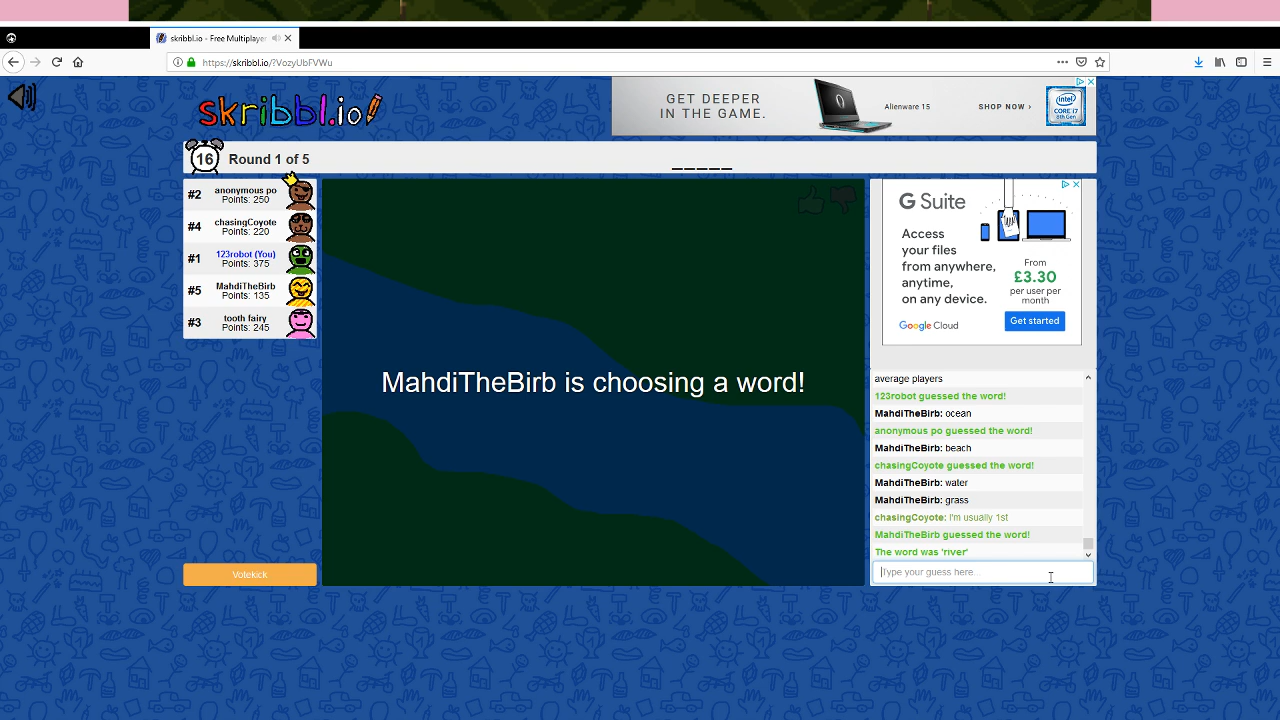 skribbl.io - Free Multiplayer
https://skribbl.io/?VozyUbFVWu
skribbl.io
GET DEEPER
IN THE GAME.
Alienware 15
SHOP NOW ›
intel
CORE i7
8th Gen
16
Round 1 of 5
_ _ _ _ _
#2
anonymous po
Points: 250
#4
chasingCoyote
Points: 220
#1
123robot (You)
Points: 375
#5
MahdiTheBirb
Points: 135
#3
tooth fairy
Points: 245
Votekick
MahdiTheBirb is choosing a word!
G Suite
Access
your files
from anywhere,
anytime,
on any device.
From
£3.30
per user per
month
Google Cloud
Get started
average players
123robot guessed the word!
MahdiTheBirb: ocean
anonymous po guessed the word!
MahdiTheBirb: beach
chasingCoyote guessed the word!
MahdiTheBirb: water
MahdiTheBirb: grass
chasingCoyote: I'm usually 1st
MahdiTheBirb guessed the word!
The word was 'river'
Type your guess here...